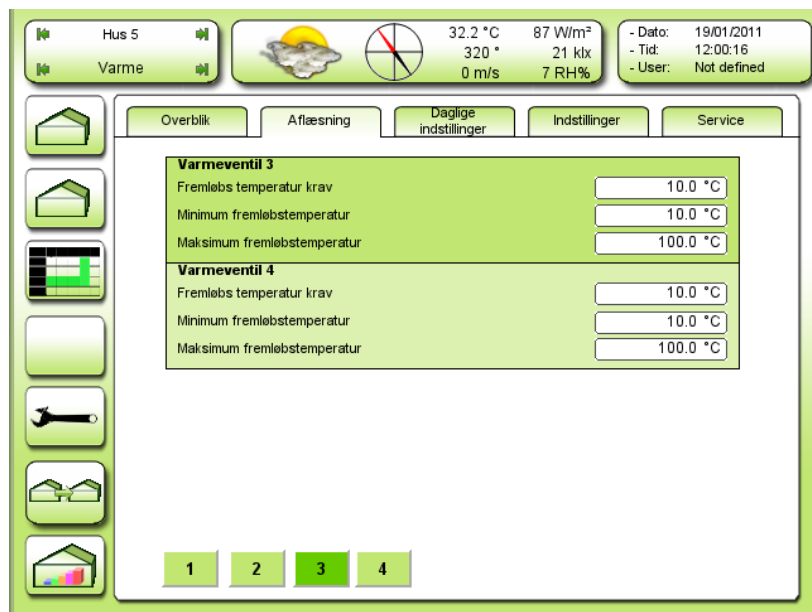 Hus 5
Varme
32.2 °C 87 W/m²
320 ° 21 klx
0 m/s 7 RH%
- Dato: 19/01/2011
- Tid: 12:00:16
- User: Not defined
Overblik
Aflæsning
Daglige
indstillinger
Indstillinger
Service
Varmeventil 3
Fremløbs temperatur krav 10.0 °C
Minimum fremløbstemperatur 10.0 °C
Maksimum fremløbstemperatur 100.0 °C
Varmeventil 4
Fremløbs temperatur krav 10.0 °C
Minimum fremløbstemperatur 10.0 °C
Maksimum fremløbstemperatur 100.0 °C
1 2 3 4